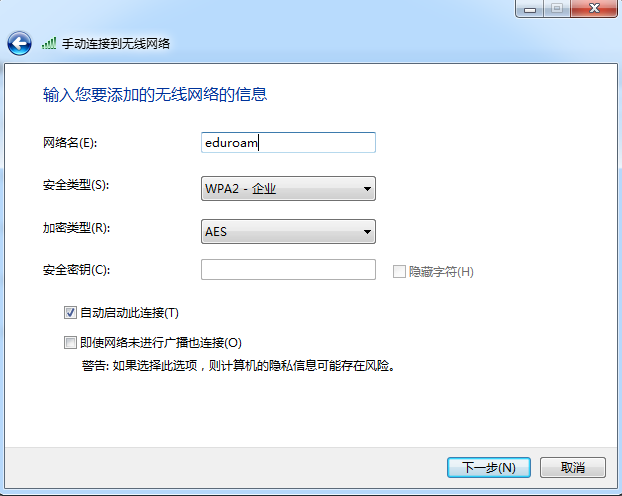 手动连接到无线网络
输入您要添加的无线网络的信息
网络名(E):
eduroam
安全类型(S):
WPA2 - 企业
加密类型(R):
AES
安全密钥(C):
隐藏字符(H)
自动启动此连接(T)
即使网络未进行广播也连接(O)
警告: 如果选择此选项，则计算机的隐私信息可能存在风险。
下一步(N)
取消